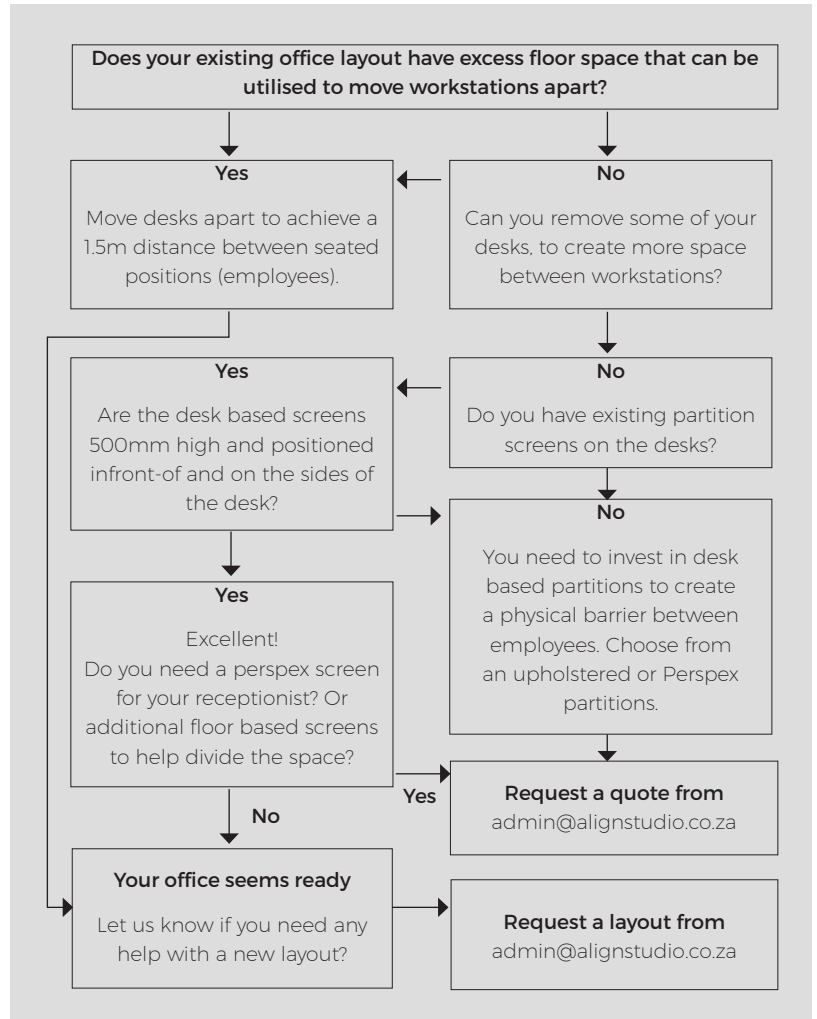 Does your existing office layout have excess floor space that can be
utilised to move workstations apart?
Yes
Move desks apart to achieve a
1.5m distance between seated
positions (employees).
No
Can you remove some of your
desks, to create more space
between workstations?
Yes
Are the desk based screens
500mm high and positioned
infront-of and on the sides of
the desk?
No
Do you have existing partition
screens on the desks?
No
You need to invest in desk
based partitions to create
a physical barrier between
employees. Choose from
an upholstered or Perspex
partitions.
Yes
Excellent!
Do you need a perspex screen
for your receptionist? Or
additional floor based screens
to help divide the space?
Yes
No
Request a quote from
admin@alignstudio.co.za
Your office seems ready
Let us know if you need any
help with a new layout?
Request a layout from
admin@alignstudio.co.za